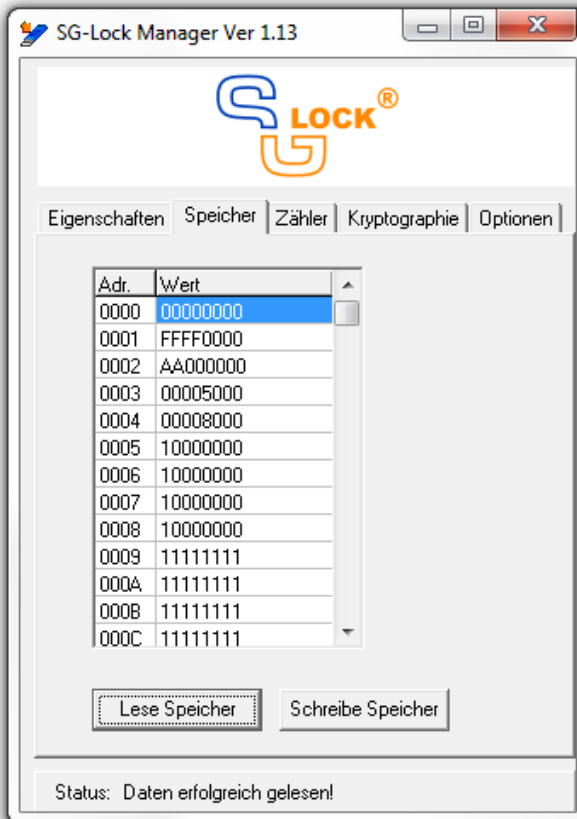 SG-Lock Manager Ver 1.13
SG LOCK®
Eigenschaften Speicher Zähler Kryptographie Optionen
Adr. Wert
0000 00000000
0001 FFFF0000
0002 AA000000
0003 00005000
0004 00008000
0005 10000000
0006 10000000
0007 10000000
0008 10000000
0009 11111111
000A 11111111
000B 11111111
000C 11111111
Lese Speicher Schreibe Speicher
Status: Daten erfolgreich gelesen!